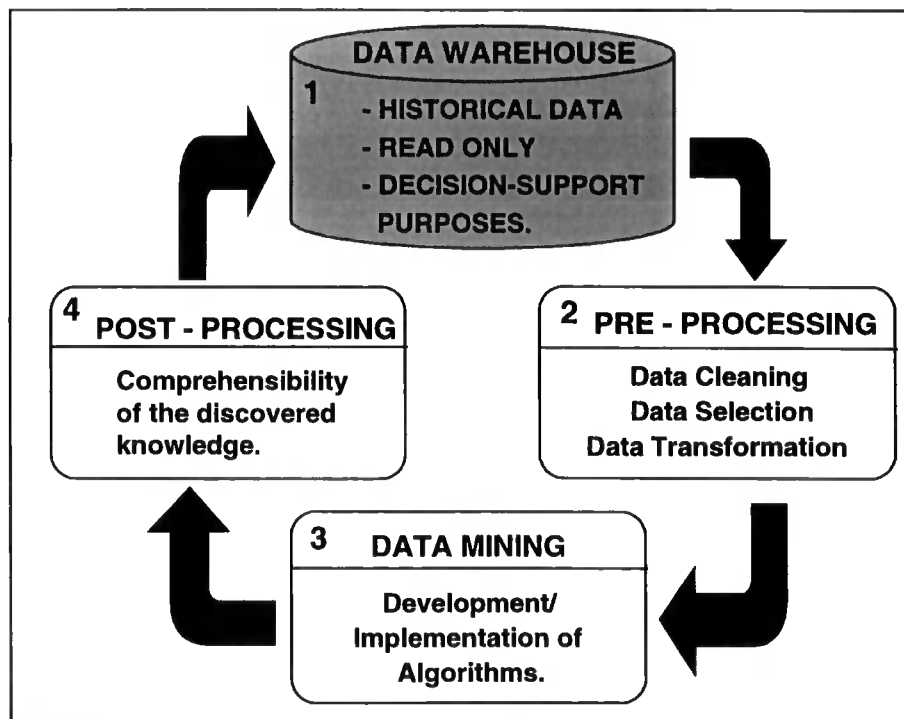 DATA WAREHOUSE
1
- HISTORICAL DATA
- READ ONLY
- DECISION-SUPPORT
PURPOSES.
2 PRE - PROCESSING
Data Cleaning
Data Selection
Data Transformation
3 DATA MINING
Development/
Implementation of
Algorithms.
4 POST - PROCESSING
Comprehensibility
of the discovered
knowledge.